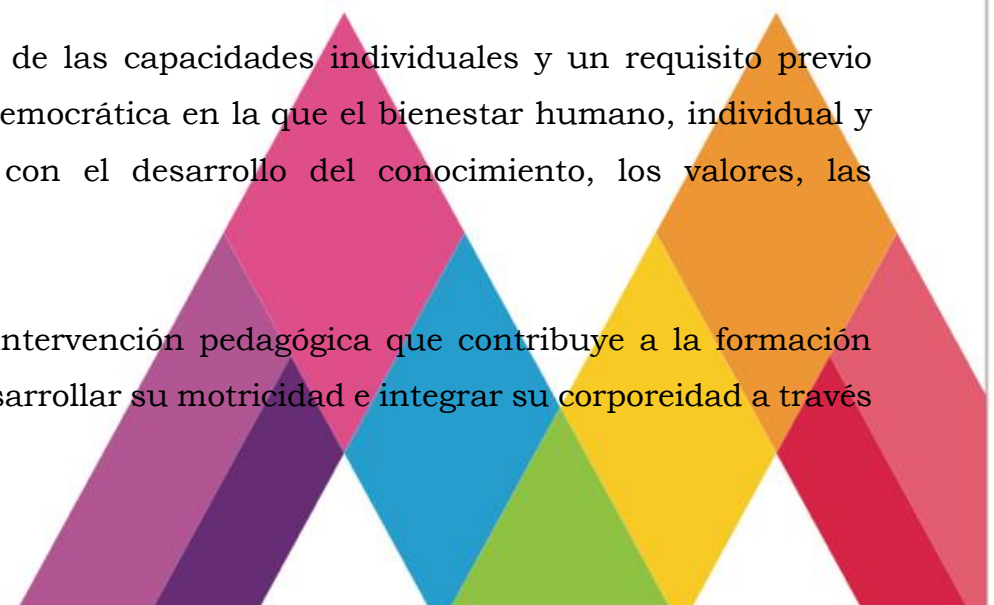 de las capacidades individuales y un requisito previo
emocrática en la que el bienestar humano, individual y
con el desarrollo del conocimiento, los valores, las
intervención pedagógica que contribuye a la formación
sarrollar su motricidad e integrar su corporeidad a través